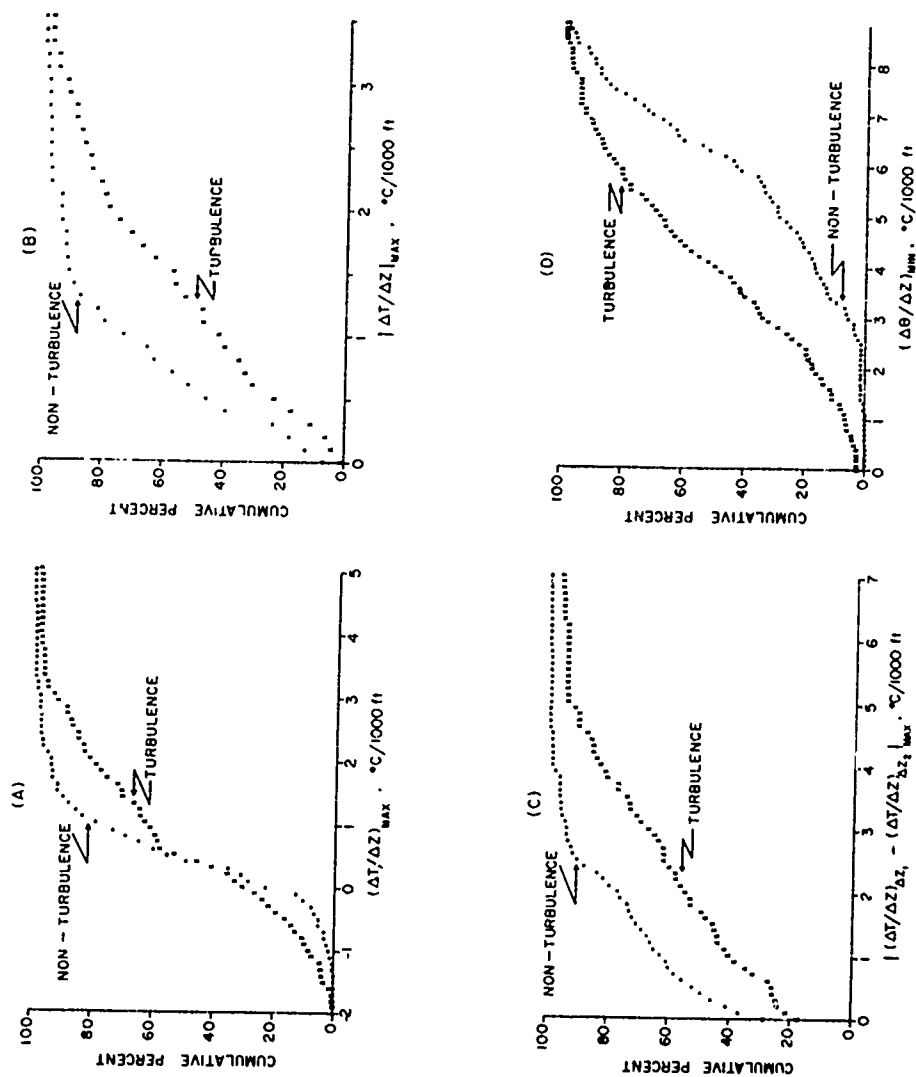 (A)
100
80
60
40
20
0
CUMULATIVE PERCENT
NON-TURBULENCE
TURBULENCE
-2
-1
0
1
2
3
4
5
(ΔT/ΔZ)MAX, °C/1000 ft
(B)
100
80
60
40
20
0
CUMULATIVE PERCENT
NON-TURBULENCE
TURBULENCE
0
1
2
3
|ΔT/ΔZ|MAX, °C/1000 ft
(C)
100
80
60
40
20
0
CUMULATIVE PERCENT
NON-TURBULENCE
TURBULENCE
0
1
2
3
4
5
6
7
|(ΔT/ΔZ)ΔZ₁ - (ΔT/ΔZ)ΔZ₂|MAX, °C/1000 ft
(D)
100
80
60
40
20
0
CUMULATIVE PERCENT
TURBULENCE
NON-TURBULENCE
0
1
2
3
4
5
6
7
8
(Δθ/ΔZ)MIN, °C/1000 ft